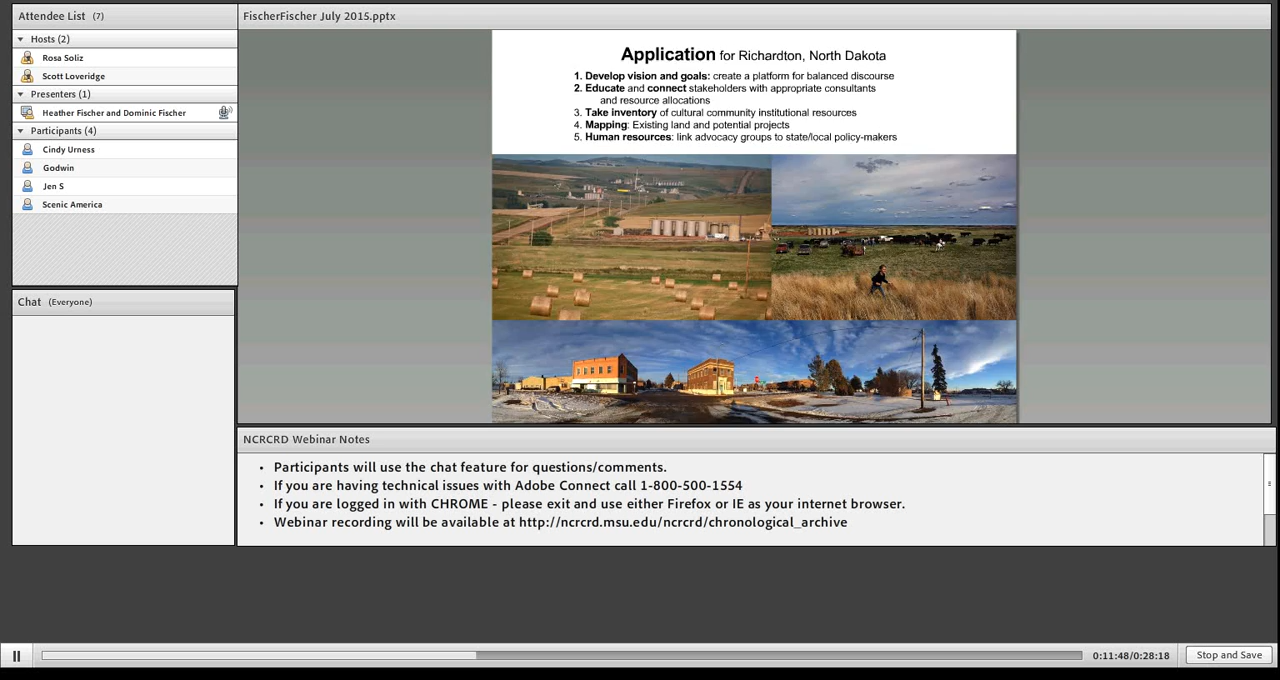 Attendee List (7)
Hosts (2)
Rosa Soliz
Scott Loveridge
Presenters (1)
Heather Fischer and Dominic Fischer
Participants (4)
Cindy Urness
Godwin
Jen S
Scenic America
Chat (Everyone)
FischerFischer July 2015.pptx
Application for Richardton, North Dakota
1. Develop vision and goals: create a platform for balanced discourse
2. Educate and connect stakeholders with appropriate consultants
and resource allocations
3. Take inventory of cultural community institutional resources
4. Mapping: Existing land and potential projects
5. Human resources: link advocacy groups to state/local policy-makers
NCRCRD Webinar Notes
• Participants will use the chat feature for questions/comments.
• If you are having technical issues with Adobe Connect call 1-800-500-1554
• If you are logged in with CHROME - please exit and use either Firefox or IE as your internet browser.
• Webinar recording will be available at http://ncrcrd.msu.edu/ncrcrd/chronological_archive
0:11:48/0:28:18
Stop and Save